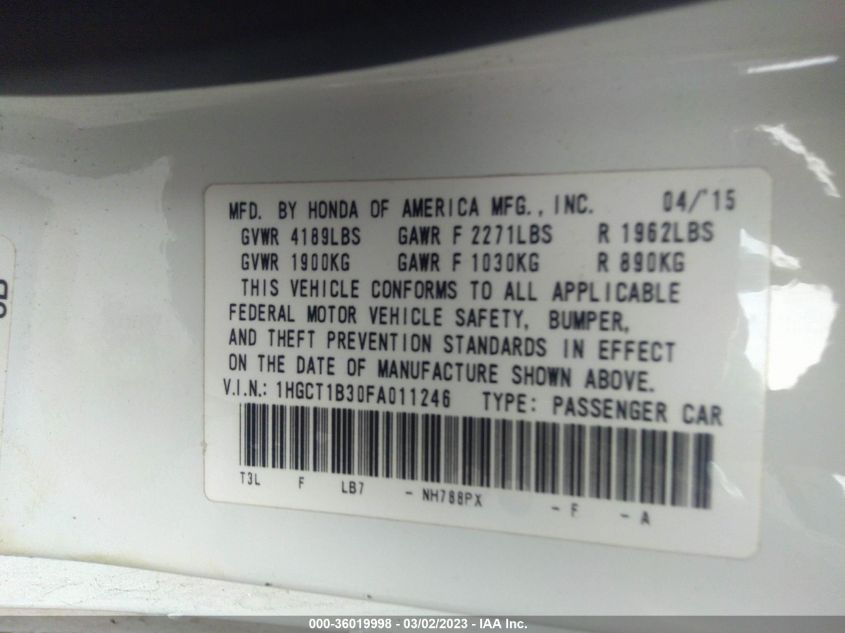 MFD. BY HONDA OF AMERICA MFG., INC. 04/15
GVWR 4189LBS GAWR F 2271LBS R 1962LBS
GVWR 1900KG GAWR F 1030KG R 890KG
THIS VEHICLE CONFORMS TO ALL APPLICABLE
FEDERAL MOTOR VEHICLE SAFETY, BUMPER,
AND THEFT PREVENTION STANDARDS IN EFFECT
ON THE DATE OF MANUFACTURE SHOWN ABOVE.
V.I.N.: 1HGCT1B30FA011246 TYPE: PASSENGER CAR
T3L F LB7 - NH788PX - F - A
000-36019998 - 03/02/2023 - IAA Inc.